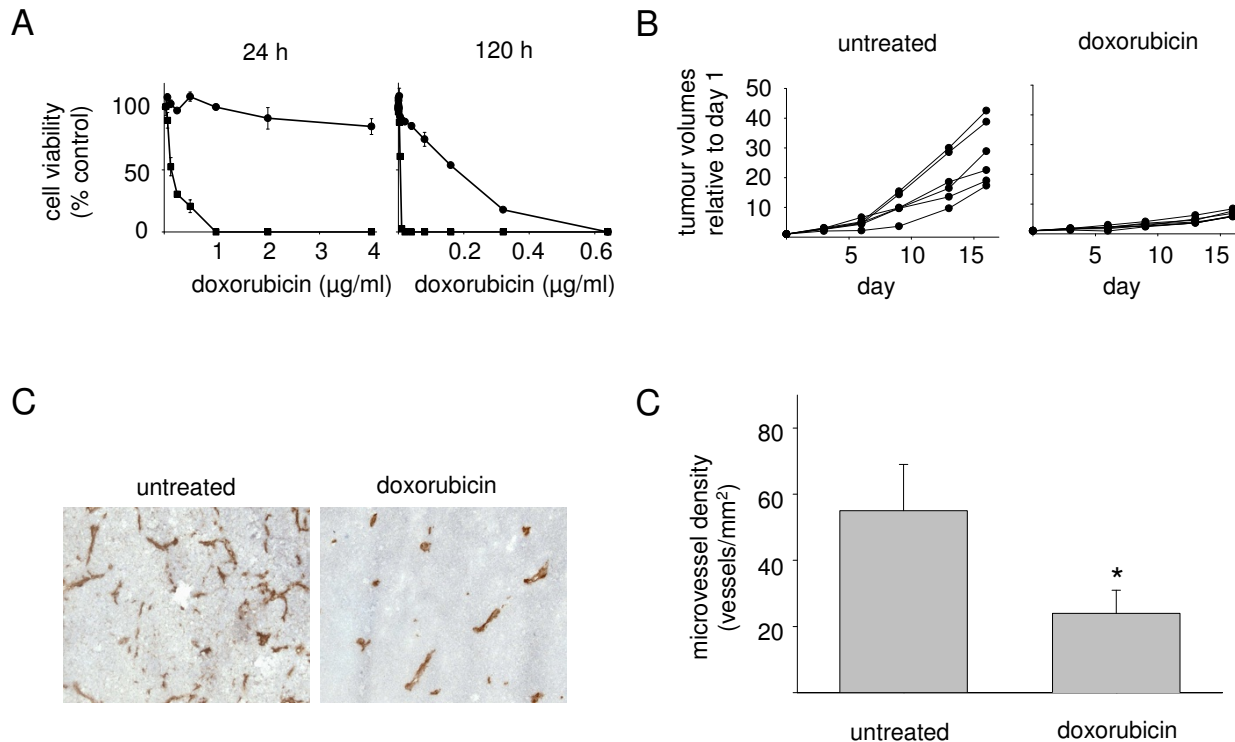 A
24 h
120 h
cell viability
(% control)
100
50
0
1
2
3
4
0.2
0.4
0.6
doxorubicin (µg/ml)
doxorubicin (µg/ml)
B
untreated
doxorubicin
tumour volumes
relative to day 1
50
40
30
20
10
5
10
15
5
10
15
day
day
C
untreated
doxorubicin
C
microvessel density
(vessels/mm²)
80
60
40
20
*
untreated
doxorubicin